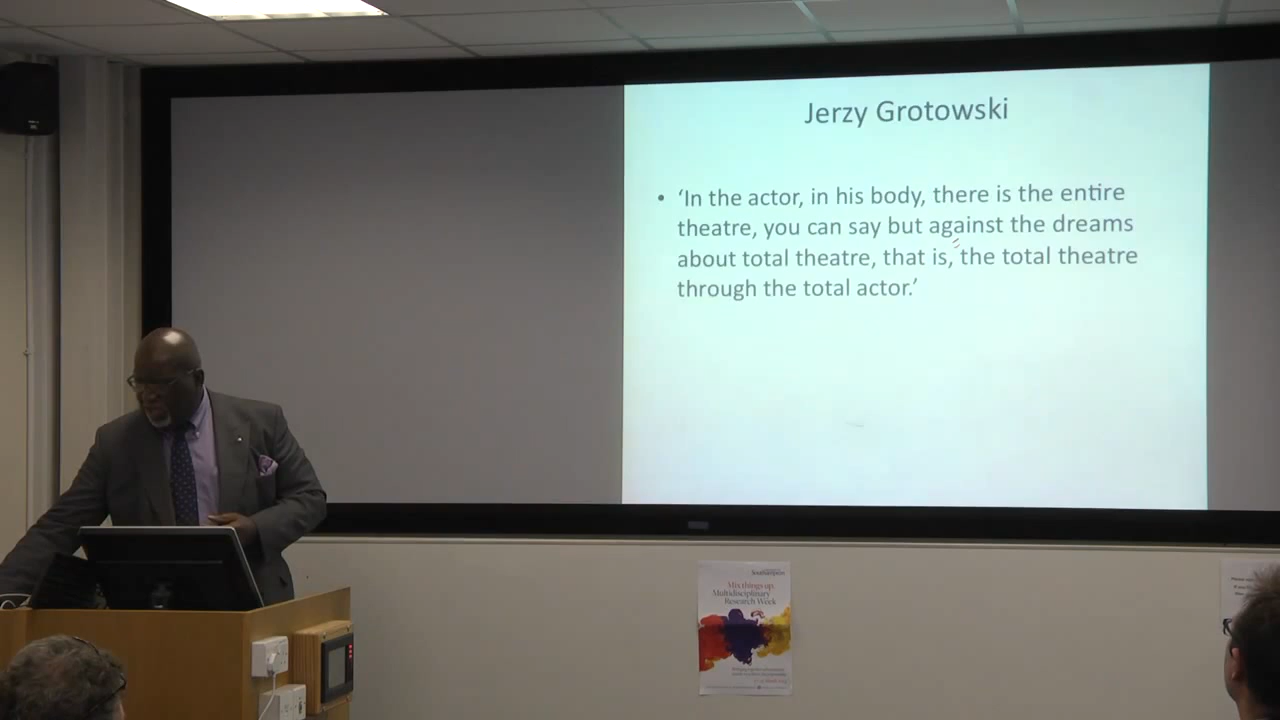 Jerzy Grotowski
• ‘In the actor, in his body, there is the entire
theatre, you can say but against the dreams
about total theatre, that is, the total theatre
through the total actor.’
Southampton
Mix things up.
Multidisciplinary
Research Week